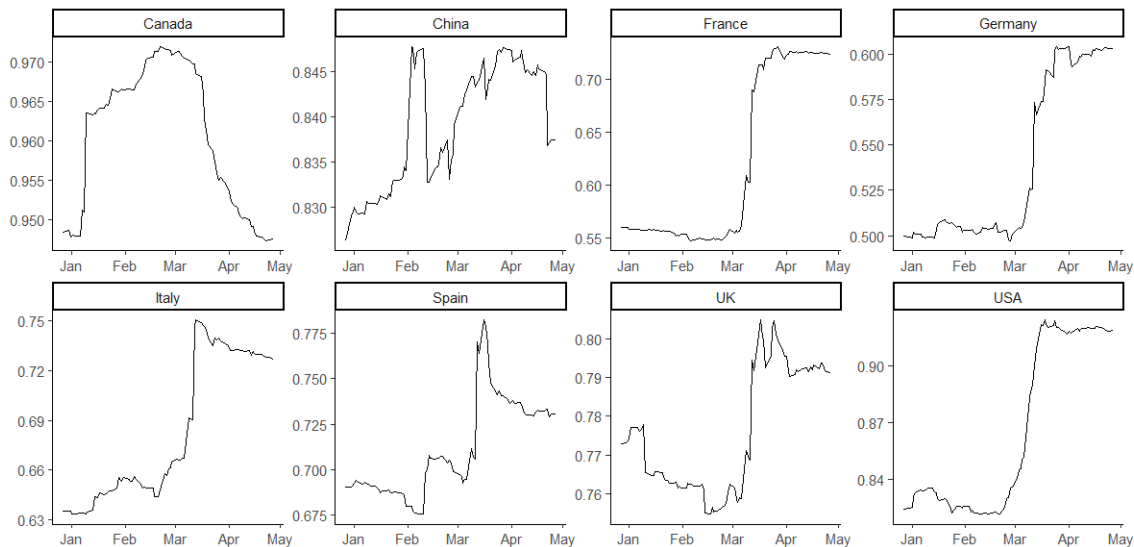 Canada
China
France
Germany
0.970
0.965
0.960
0.955
0.950
0.845
0.840
0.835
0.830
0.70
0.65
0.60
0.55
0.600
0.575
0.550
0.525
0.500
Jan Feb Mar Apr May
Jan Feb Mar Apr May
Jan Feb Mar Apr May
Jan Feb Mar Apr May
Italy
Spain
UK
USA
0.75
0.72
0.69
0.66
0.63
0.775
0.750
0.725
0.700
0.675
0.80
0.79
0.78
0.77
0.76
0.90
0.87
0.84
Jan Feb Mar Apr May
Jan Feb Mar Apr May
Jan Feb Mar Apr May
Jan Feb Mar Apr May